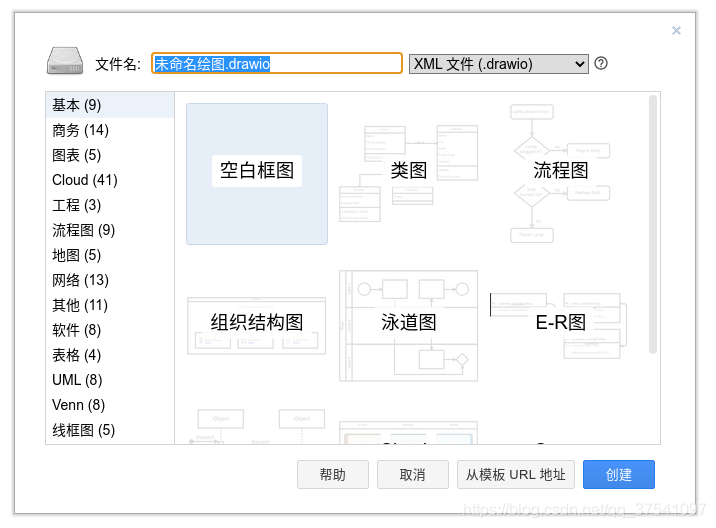 ×
文件名: 未命名绘图.drawio XML 文件 (.drawio) ?
基本 (9)
商务 (14)
图表 (5)
Cloud (41)
工程 (3)
流程图 (9)
地图 (5)
网络 (13)
其他 (11)
软件 (8)
表格 (4)
UML (8)
Venn (8)
线框图 (5)
空白框图 类图 流程图
组织结构图 泳道图 E-R图
Object Object
帮助 取消 从模板 URL 地址 创建
https://blog.csdn.net/qq_37541097